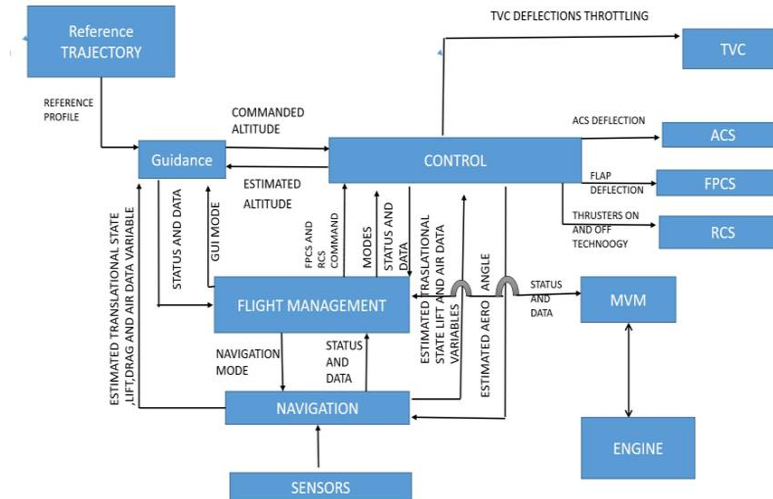 TVC DEFLECTIONS THROTTLING
Reference
TRAJECTORY
TVC
REFERENCE
PROFILE
COMMANDED
ALTITUDE
ACS DEFLECTION
ACS
Guidance
CONTROL
ESTIMATED
ALTITUDE
FLAP
DEFLECTION
FPCS
THRUSTERS ON
AND OFF
TECHNOOGY
RCS
ESTIMATED TRANSLATIONAL STATE
,LIFT,DRAG AND AIR DATA VARIABLE
STATUS AND DATA
GUI MODE
FPCS AND
RCS
COMMAND
MODES
STATUS AND
DATA
ESTIMATED TRASLATIONAL
STATE LIFT AND AIR DATA
VARIABLES
ESTIMATED AERO ANGLE
FLIGHT MANAGEMENT
STATUS
AND
DATA
MVM
NAVIGATION
MODE
STATUS
AND
DATA
NAVIGATION
ENGINE
SENSORS